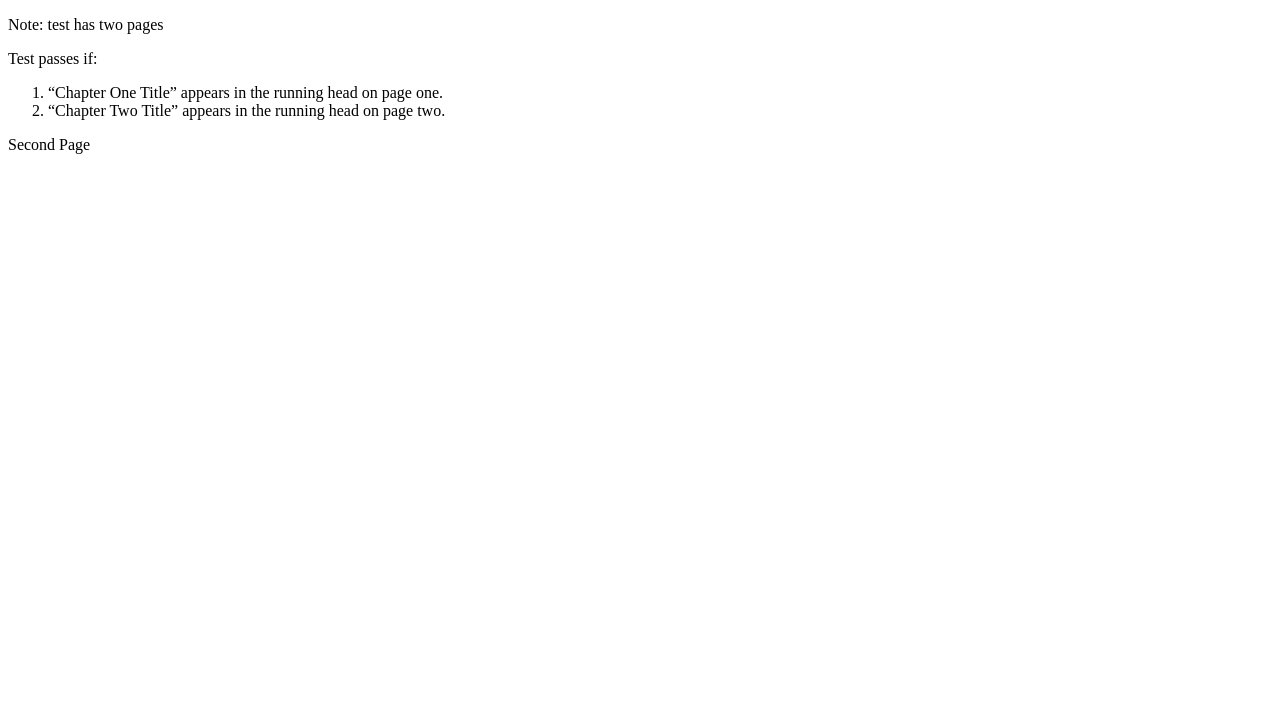 Note: test has two pages
Test passes if:
1. “Chapter One Title” appears in the running head on page one.
2. “Chapter Two Title” appears in the running head on page two.
Second Page